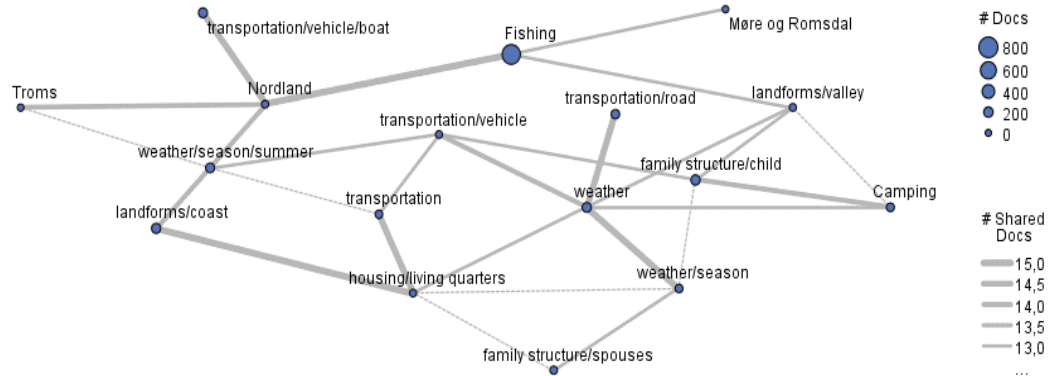 transportation/vehicle/boat
Fishing
Møre og Romsdal
# Docs
800
600
400
200
0
Troms
Nordland
transportation/road
landforms/valley
transportation/vehicle
weather/season/summer
family structure/child
transportation
weather
Camping
landforms/coast
# Shared
Docs
housing/living quarters
weather/season
15,0
14,5
14,0
13,5
13,0
...
family structure/spouses